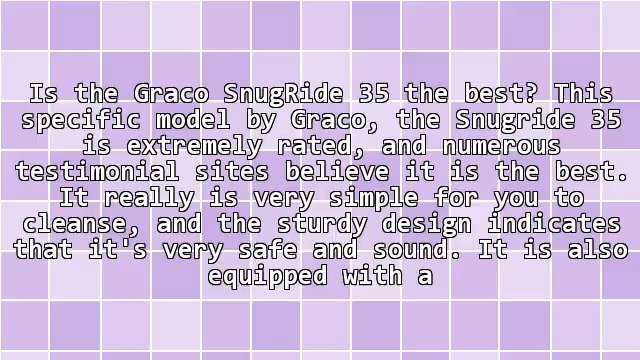 Is the Graco SnugRide 35 the best? This
specific model by Graco, the Snugride 35
is extremely rated, and numerous
testimonial sites believe it is the best.
It really is very simple for you to
cleanse, and the sturdy design indicates
that it's very safe and sound. It is also
equipped with a